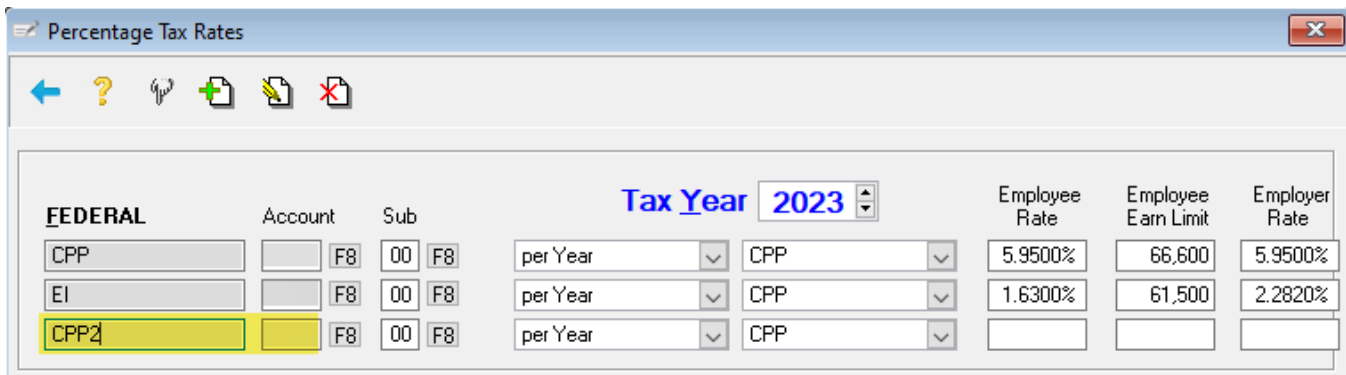 Percentage Tax Rates
FEDERAL Account Sub Tax Year 2023 Employee Rate Employee Earn Limit Employer Rate
CPP F8 00 F8 per Year CPP 5.9500% 66,600 5.9500%
EI F8 00 F8 per Year CPP 1.6300% 61,500 2.2820%
CPP2 F8 00 F8 per Year CPP